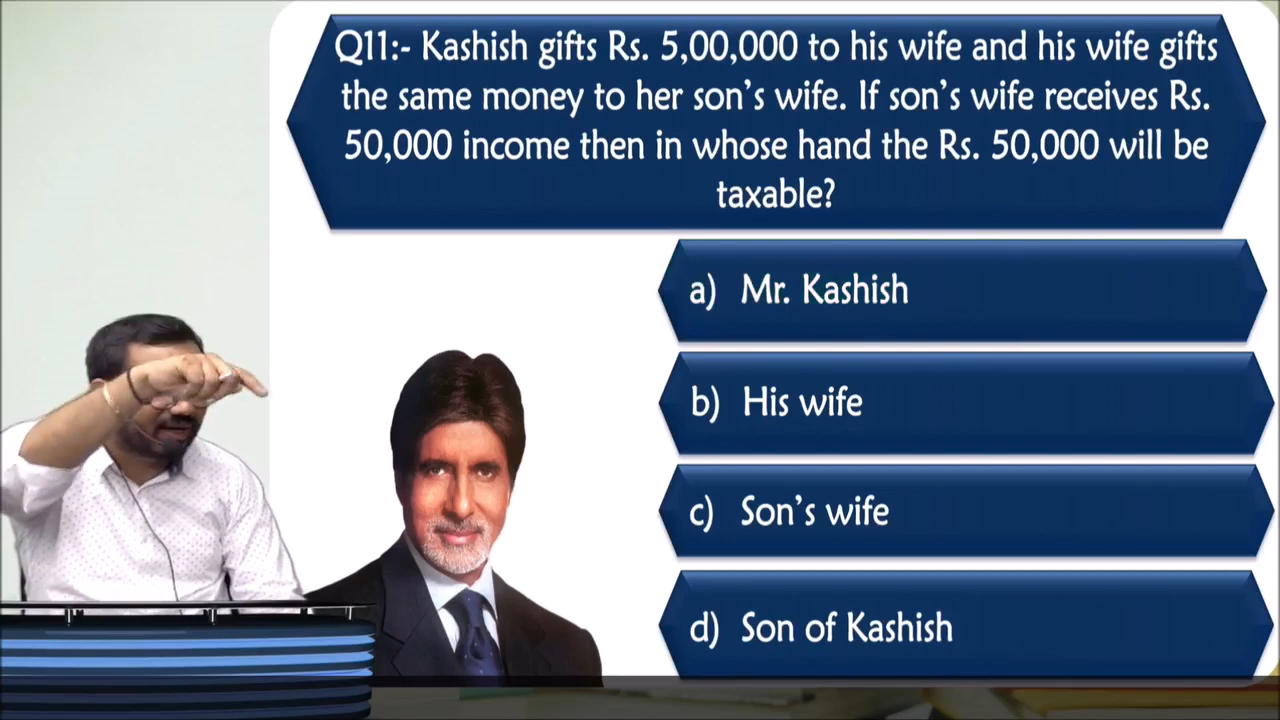 Q11:- Kashish gifts Rs. 5,00,000 to his wife and his wife gifts
the same money to her son's wife. If son's wife receives Rs.
50,000 income then in whose hand the Rs. 50,000 will be
taxable?
a) Mr. Kashish
b) His wife
c) Son's wife
d) Son of Kashish